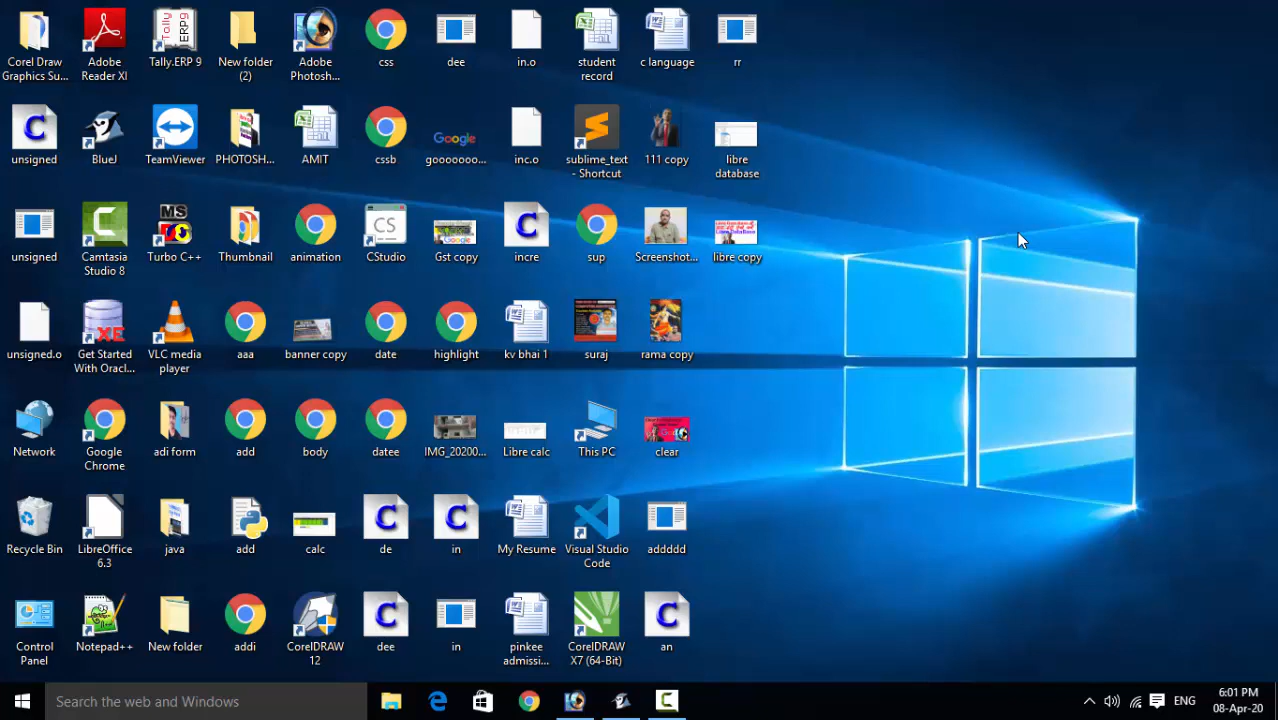 Corel Draw
Graphics Su...
Adobe
Reader XI
Tally.ERP 9
New folder
(2)
Adobe
Photosh...
css
dee
in.o
student
record
c language
rr
unsigned
BlueJ
TeamViewer
PHOTOSH...
AMIT
cssb
Google
gooooooo...
inc.o
sublime_text
- Shortcut
111 copy
libre
database
unsigned
Camtasia
Studio 8
MS
Turbo C++
Thumbnail
animation
CS
CStudio
Gst copy
incre
sup
Screenshot...
libre copy
unsigned.o
XE
Get Started
With Oracl...
VLC media
player
aaa
banner copy
date
highlight
kv bhai 1
suraj
rama copy
Network
Google
Chrome
adi form
add
body
datee
IMG_20200...
Libre calc
This PC
clear
Recycle Bin
LibreOffice
6.3
java
add
calc
de
in
My Resume
Visual Studio
Code
addddd
Control
Panel
Notepad++
New folder
addi
CorelDRAW
12
dee
in
pinkee
admissi...
CorelDRAW
X7 (64-Bit)
an
Search the web and Windows
ENG
6:01 PM
08-Apr-20